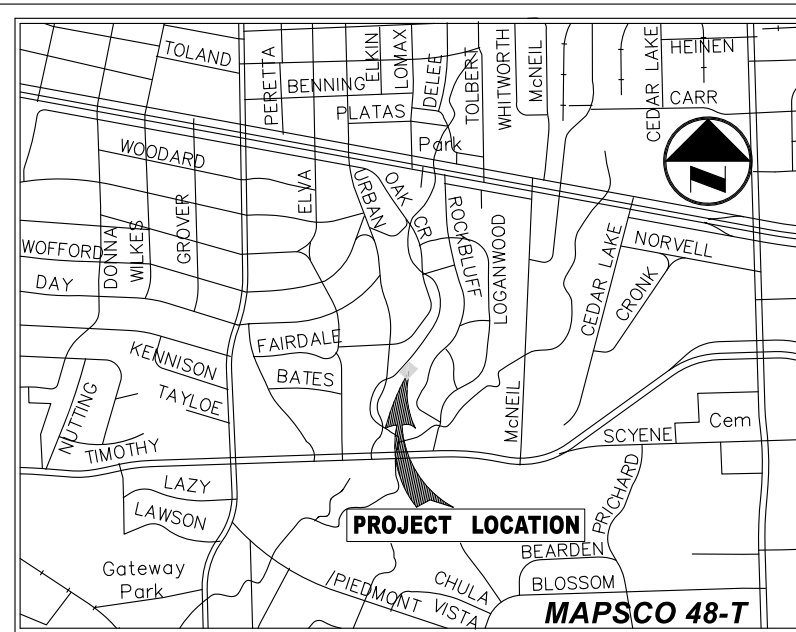 TOLAND
PERETTA
BENNING
ELKIN
LOMAX
DELEE
TOLBERT
WHITWORTH
McNEIL
CEDAR LAKE
HEINEN
CARR
PLATAS
Park
WOODARD
ELVA
URBAN
OAK CR
ROCKBLUFF
LOGANWOOD
N
WOFFORD
DONNA
WILKES
GROVER
DAY
CEDAR LAKE
NORVELL
CRONK
KENNISON
FAIRDALE
BATES
TAYLOE
NUTTING
TIMOTHY
McNEIL
SCYENE
Cem
LAZY
LAWSON
PROJECT LOCATION
PRICHARD
BEARDEN
Gateway
Park
/PIEDMONT
CHULA
VISTA
BLOSSOM
MAPSCO 48-T